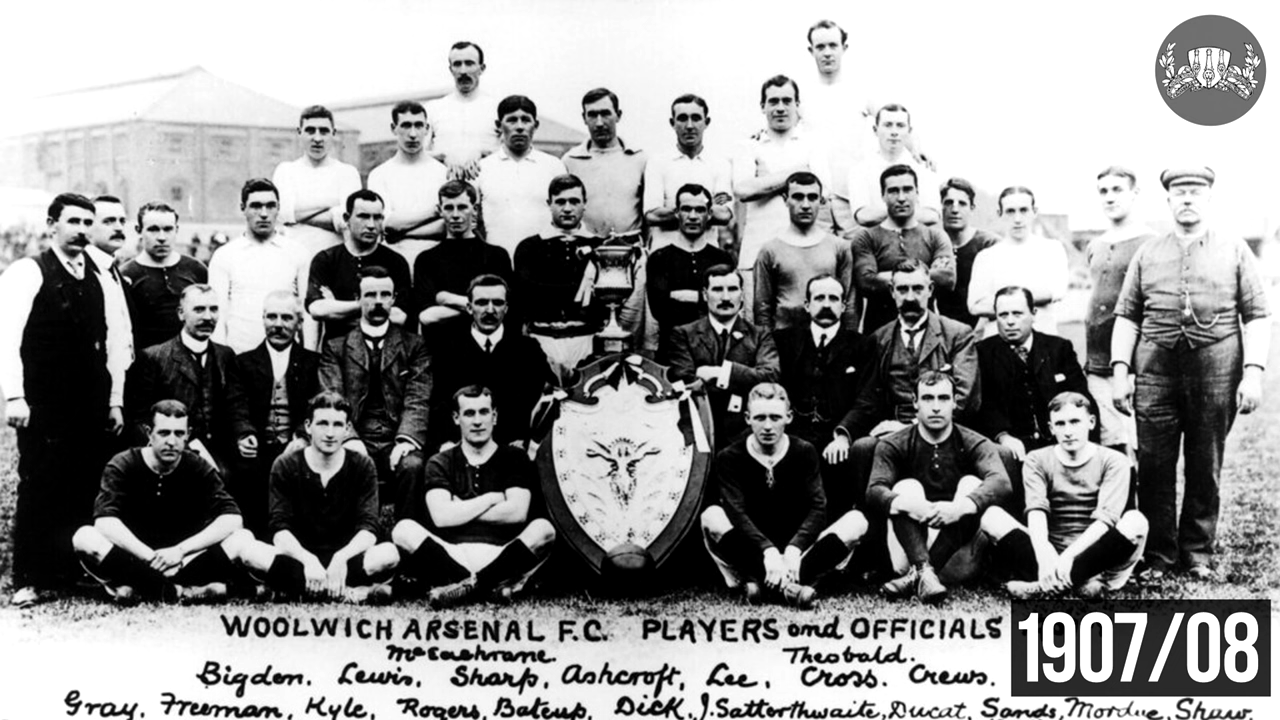 WOOLWICH ARSENAL F.C. PLAYERS and OFFICIALS
1907/08
McEachrane. Theobald.
Bigden. Lewis. Sharp, Ashcroft, Lee. Cross. Crews.
Gray. Freeman, Kyle, Rogers, Bateup, DICK, J. Satterthwaite, Ducat, Sands, Mordue, Shaw.